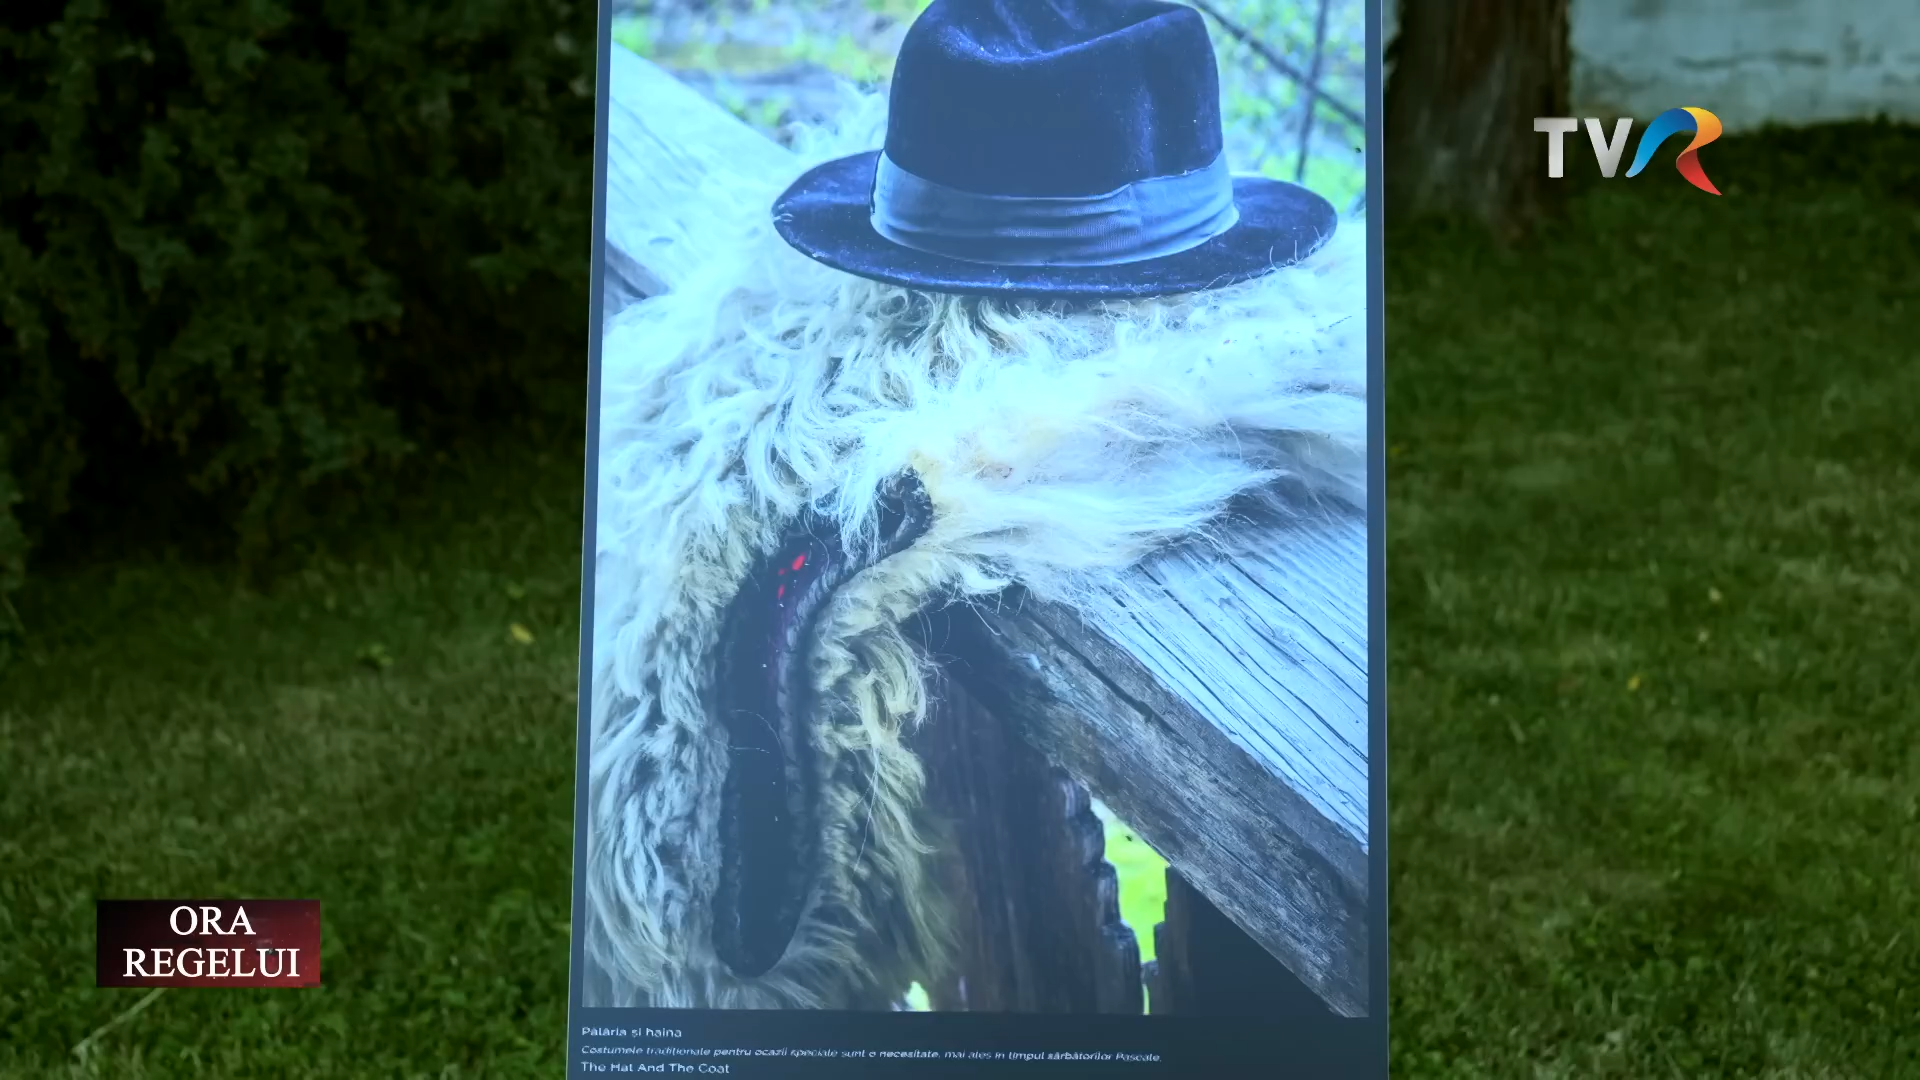 TVR
ORA
REGELUI
Pălăria și haina
Costumele tradiționale pentru ocazii speciale sunt o necesitate, mai ales în timpul sărbătorilor Pascale.
The Hat And The Coat